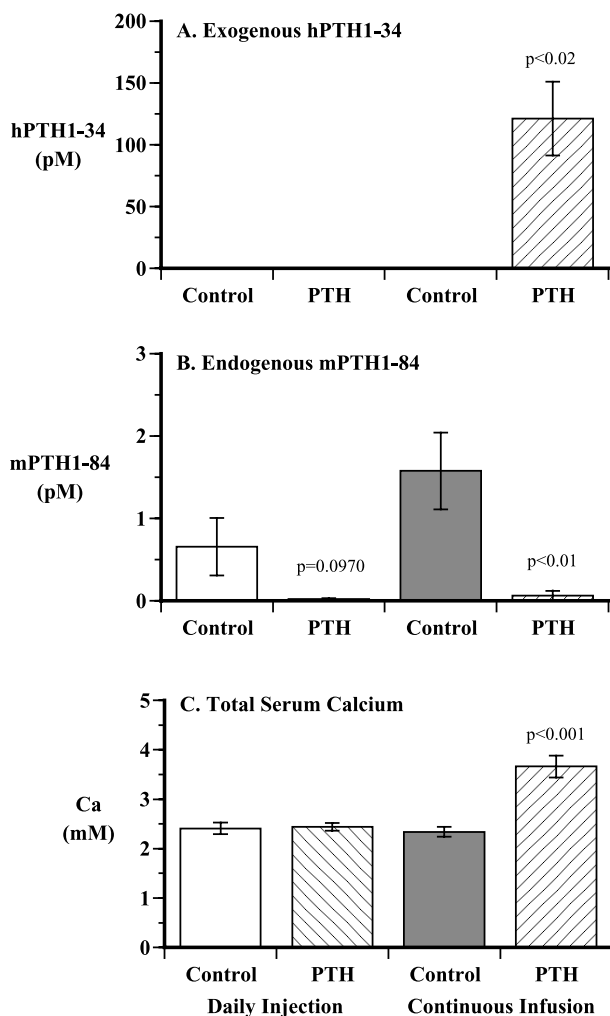 A. Exogenous hPTH1-34
200
150
100
50
0
hPTH1-34
(pM)
p<0.02
Control PTH Control PTH
B. Endogenous mPTH1-84
3
2
1
0
mPTH1-84
(pM)
p=0.0970
p<0.01
Control PTH Control PTH
C. Total Serum Calcium
5
4
3
2
1
0
Ca
(mM)
p<0.001
Control PTH Control PTH
Daily Injection Continuous Infusion